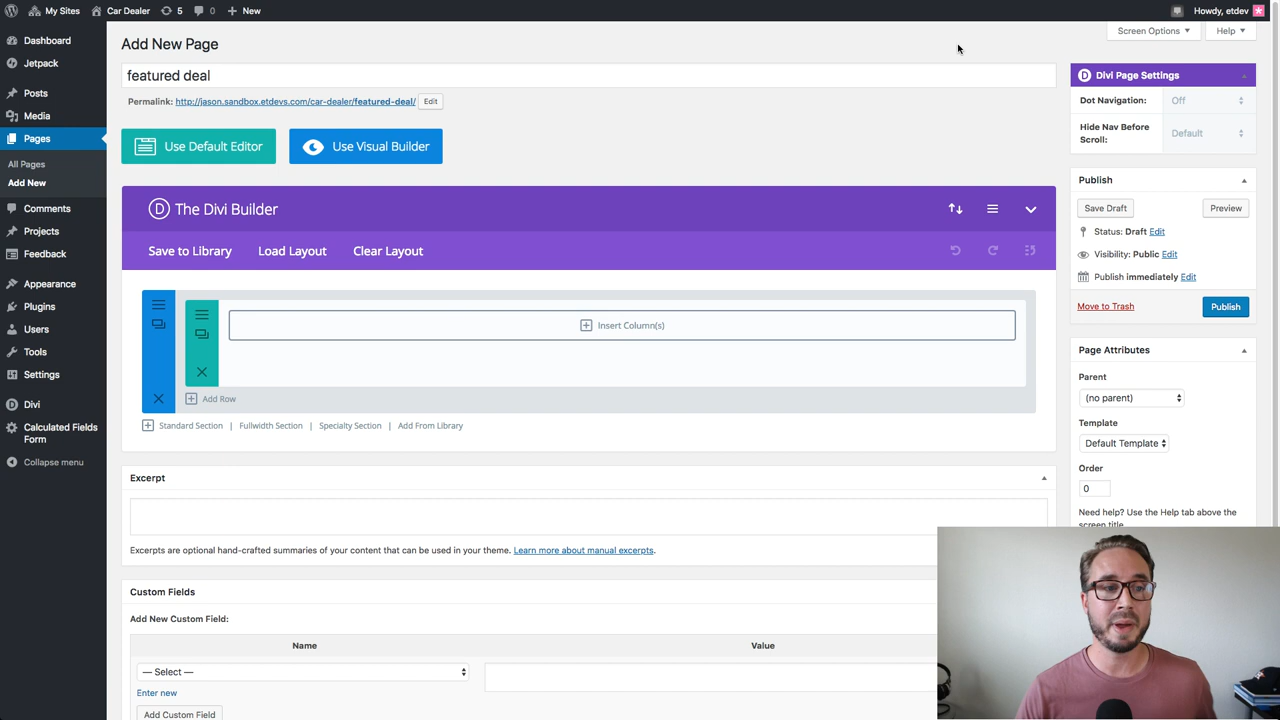 My Sites
Car Dealer
5
0
New
Howdy, etdev
Dashboard
Jetpack
Posts
Media
Pages
All Pages
Add New
Comments
Projects
Feedback
Appearance
Plugins
Users
Tools
Settings
Divi
Calculated Fields
Form
Collapse menu
Screen Options
Help
Add New Page
featured deal
Permalink: http://jason.sandbox.etdevs.com/car-dealer/featured-deal/ Edit
Use Default Editor
Use Visual Builder
D The Divi Builder
Save to Library
Load Layout
Clear Layout
Insert Column(s)
Add Row
Standard Section | Fullwidth Section | Specialty Section | Add From Library
Excerpt
Excerpts are optional hand-crafted summaries of your content that can be used in your theme. Learn more about manual excerpts.
Custom Fields
Add New Custom Field:
Name
Value
— Select —
Enter new
Add Custom Field
D Divi Page Settings
Dot Navigation:
Off
Hide Nav Before
Scroll:
Default
Publish
Save Draft
Preview
Status: Draft Edit
Visibility: Public Edit
Publish immediately Edit
Move to Trash
Publish
Page Attributes
Parent
(no parent)
Template
Default Template
Order
0
Need help? Use the Help tab above the
screen title.